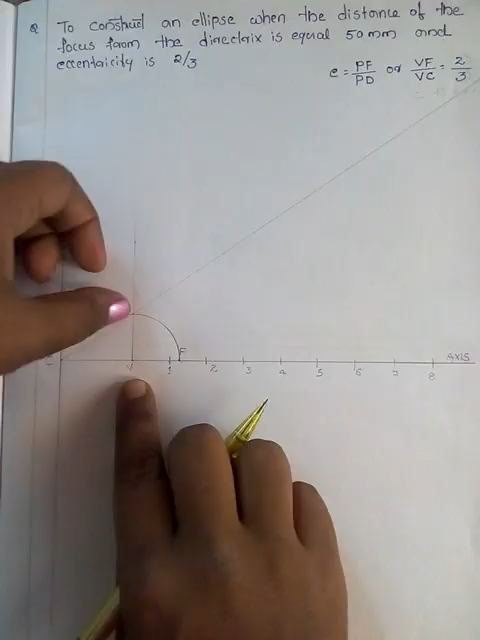 Q To construct an ellipse when the distance of the
focus from the directrix is equal 50mm and
eccentricity is 2/3
e = PF/PD or VF/VC = 2/3
F
V 1 2 3 4 5 6 7 8 AXIS